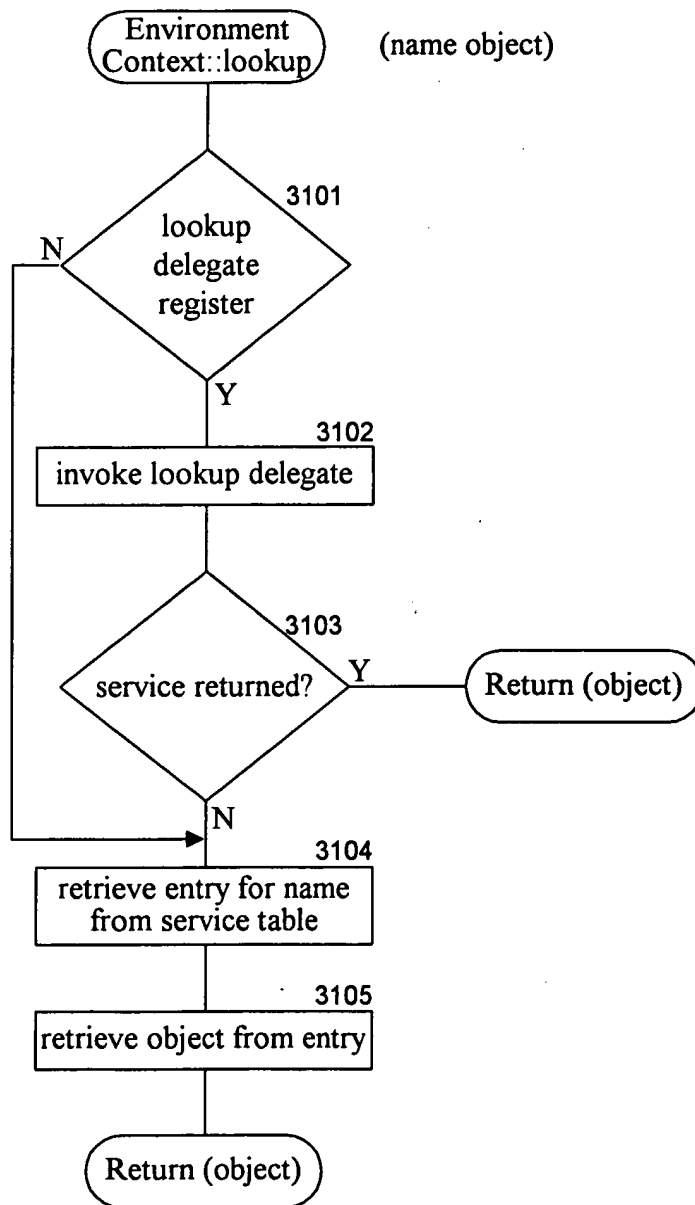 Environment
Context::lookup
(name object)
3101
lookup
delegate
register
N
Y
3102
invoke lookup delegate
3103
service returned?
Y
Return (object)
N
3104
retrieve entry for name
from service table
3105
retrieve object from entry
Return (object)